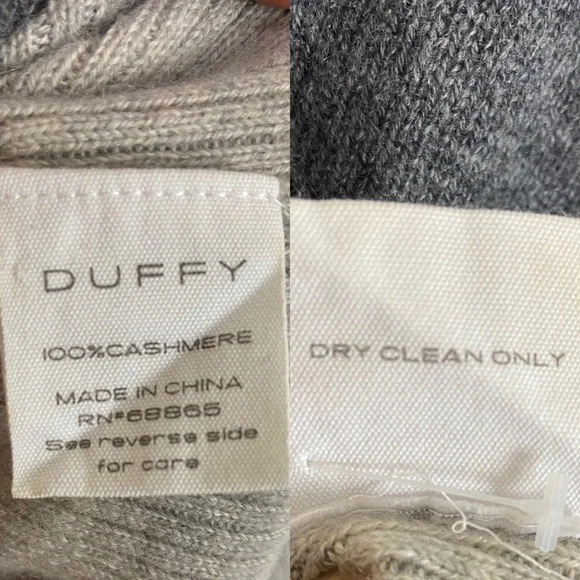 DUFFY
100%CASHMERE
MADE IN CHINA
RN#68865
See reverse side
for care
DRY CLEAN ONLY